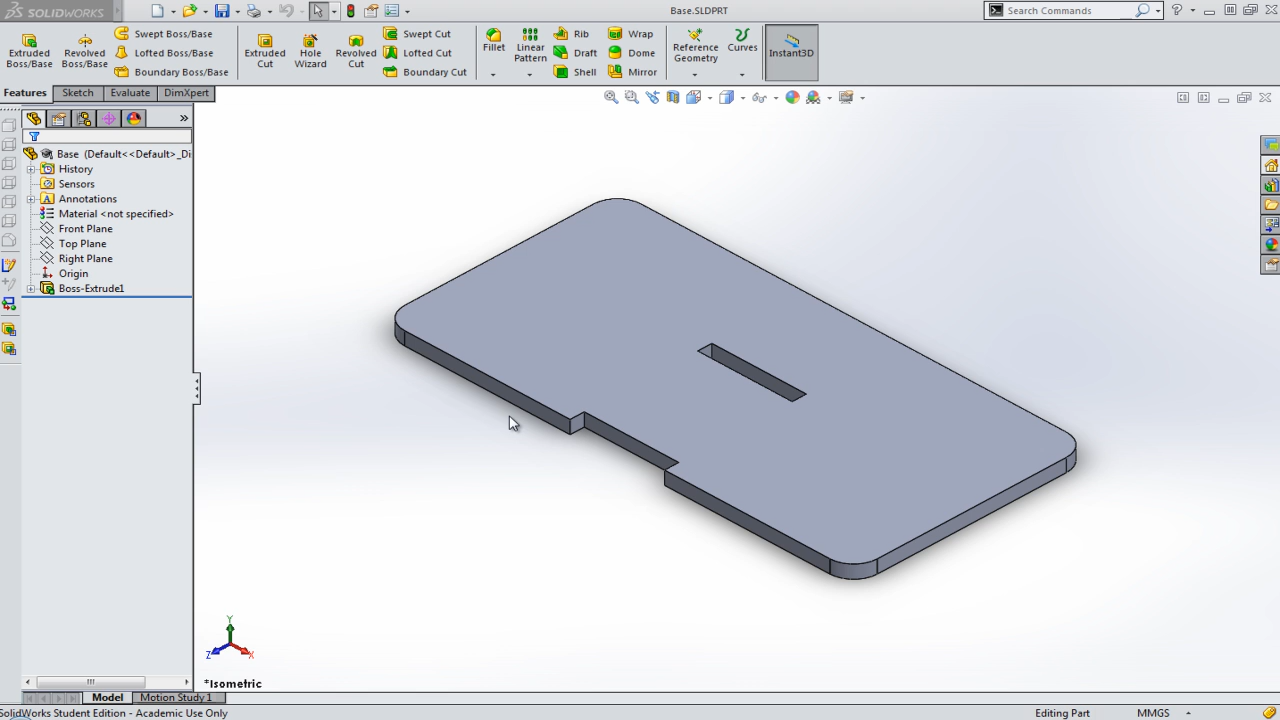 SOLIDWORKS
Base.SLDPRT
Search Commands
Extruded Boss/Base
Revolved Boss/Base
Swept Boss/Base
Lofted Boss/Base
Boundary Boss/Base
Extruded Cut
Hole Wizard
Revolved Cut
Swept Cut
Lofted Cut
Boundary Cut
Fillet
Linear Pattern
Rib
Draft
Shell
Wrap
Dome
Mirror
Reference Geometry
Curves
Instant3D
Features
Sketch
Evaluate
DimXpert
Base (Default<<Default>_Di
History
Sensors
Annotations
Material <not specified>
Front Plane
Top Plane
Right Plane
Origin
Boss-Extrude1
Y
Z
X
*Isometric
Model
Motion Study 1
SolidWorks Student Edition - Academic Use Only
Editing Part
MMGS